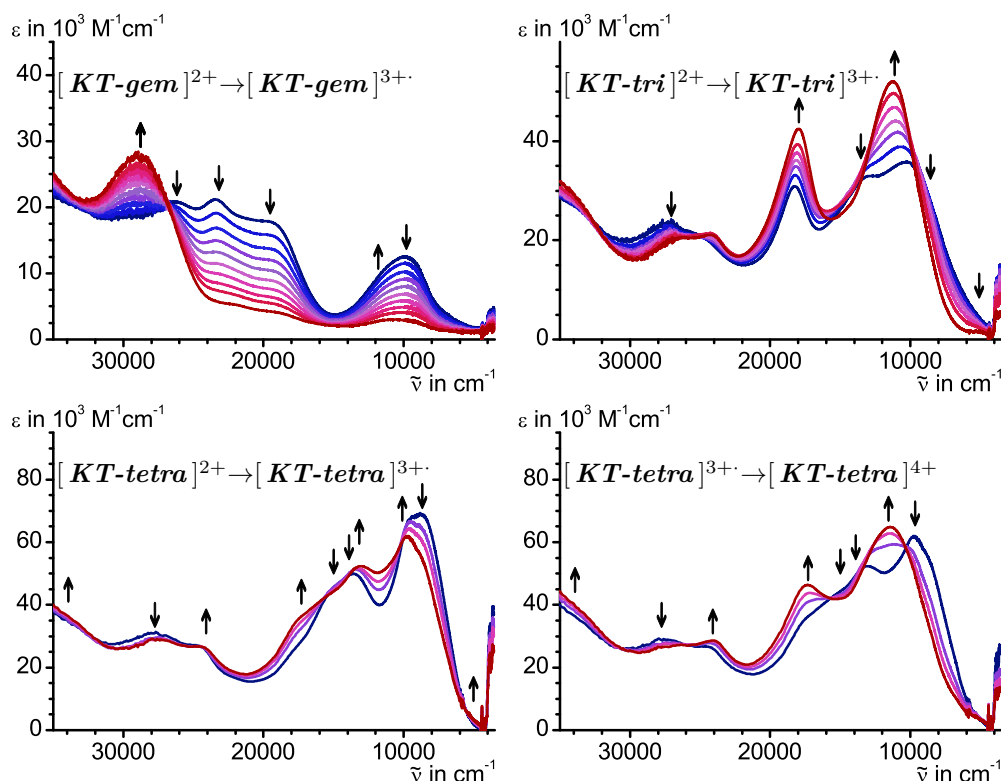 ε in 10³ M⁻¹cm⁻¹
[KT-gem]²⁺→[KT-gem]³⁺·
40
30
20
10
0
30000 20000 10000
ν̃ in cm⁻¹
ε in 10³ M⁻¹cm⁻¹
[KT-tri]²⁺→[KT-tri]³⁺·
40
20
0
30000 20000 10000
ν̃ in cm⁻¹
ε in 10³ M⁻¹cm⁻¹
[KT-tetra]²⁺→[KT-tetra]³⁺·
80
60
40
20
0
30000 20000 10000
ν̃ in cm⁻¹
ε in 10³ M⁻¹cm⁻¹
[KT-tetra]³⁺·→[KT-tetra]⁴⁺
80
60
40
20
0
30000 20000 10000
ν̃ in cm⁻¹